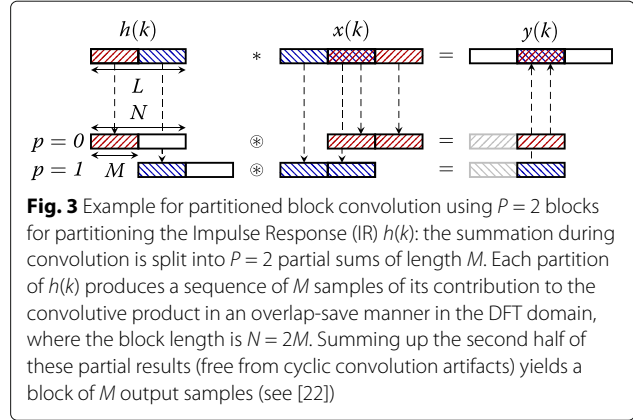 h(k) x(k) y(k)
* =
L
N
p = 0 ⊛ =
p = 1 M ⊛ =
Fig. 3 Example for partitioned block convolution using P = 2 blocks
for partitioning the Impulse Response (IR) h(k): the summation during
convolution is split into P = 2 partial sums of length M. Each partition
of h(k) produces a sequence of M samples of its contribution to the
convolutive product in an overlap-save manner in the DFT domain,
where the block length is N = 2M. Summing up the second half of
these partial results (free from cyclic convolution artifacts) yields a
block of M output samples (see [22])